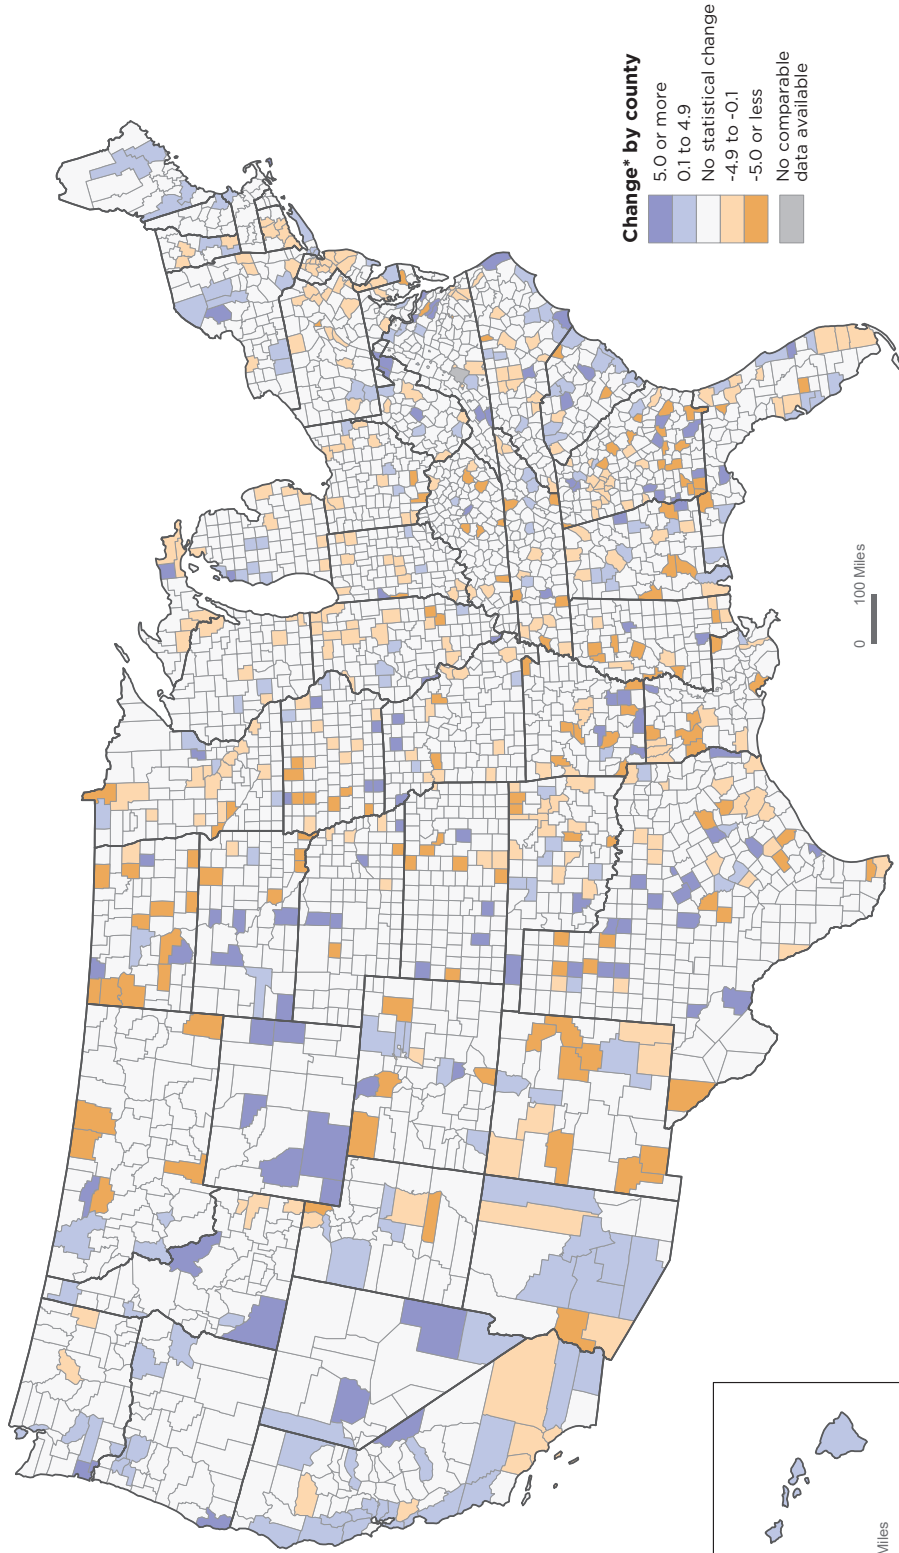 Change* by county
5.0 or more
0.1 to 4.9
No statistical change
-4.9 to -0.1
-5.0 or less
No comparable
data available
0 100 Miles
Miles